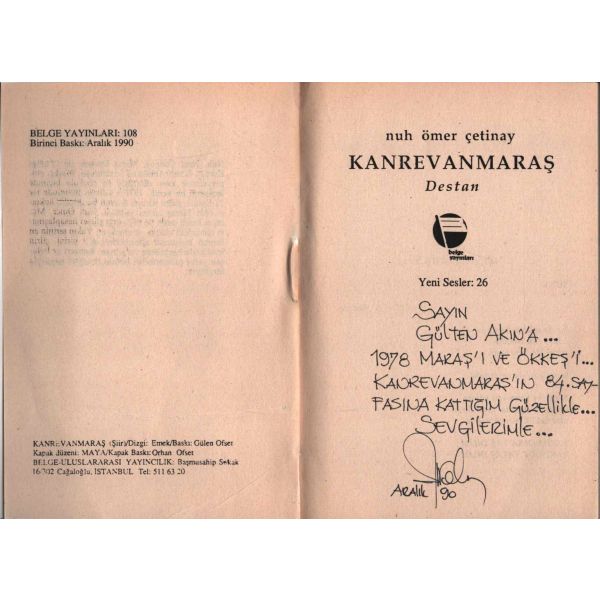 BELGE YAYINLARI: 108
Birinci Baskı: Aralık 1990
KANREVANMARAŞ (Şiir/Dizgi: Emek/Baskı: Gülen Ofset
Kapak düzeni: MAYA/Kapak Baskı: Orhan Ofset
BELGE-ULUSLARARASI YAYINCILIK: Başmusahip Sokak
16/302 Cağaloğlu, İSTANBUL Tel: 511 63 20
nuh ömer çetinay
KANREVANMARAŞ
Destan
belge
yayınları
Yeni Sesler: 26
SAYIN
GÜLTEN AKIN'A...
1978 MARAŞ'I VE ÖKKEŞ'İ...
KANREVANMARAŞ'IN 84. SAY-
FASINA KATTIĞIM GÜZELLİKLE...
SEVGİLERİMLE...
ARALIK 90